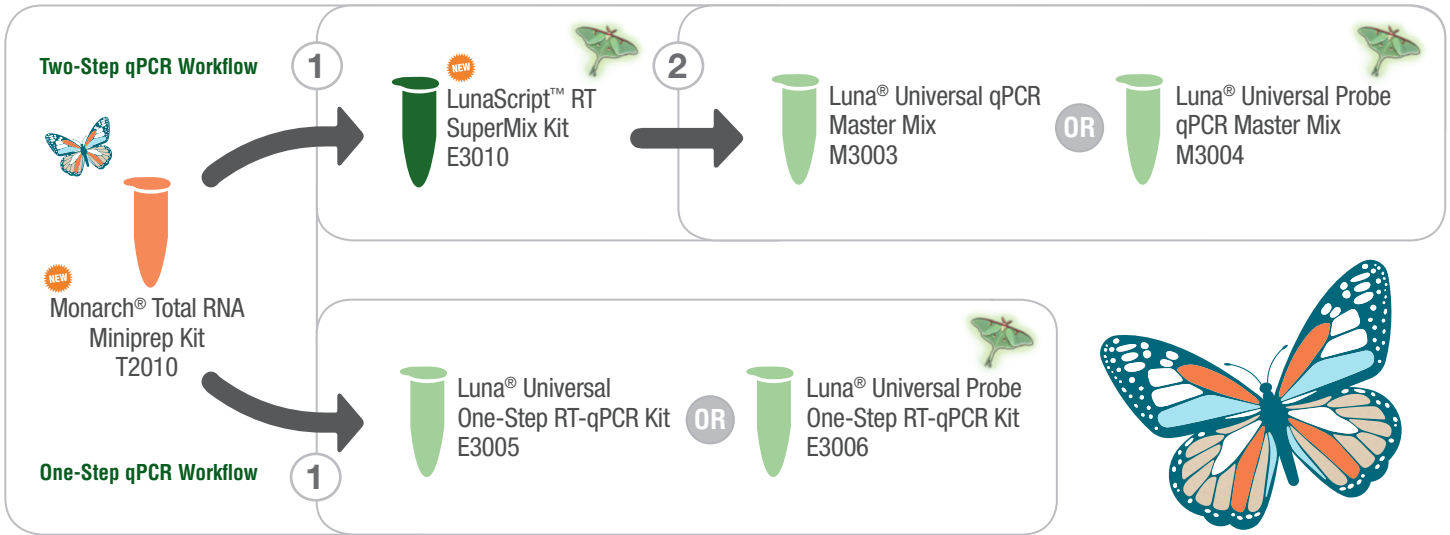 Two-Step qPCR Workflow
1
NEW
LunaScript™ RT
SuperMix Kit
E3010
2
Luna® Universal qPCR
Master Mix
M3003
OR
Luna® Universal Probe
qPCR Master Mix
M3004
NEW
Monarch® Total RNA
Miniprep Kit
T2010
One-Step qPCR Workflow
1
Luna® Universal
One-Step RT-qPCR Kit
E3005
OR
Luna® Universal Probe
One-Step RT-qPCR Kit
E3006